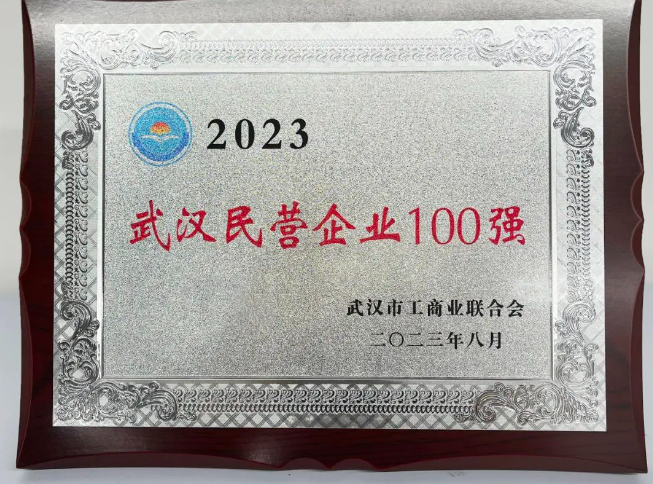 2023
武汉民营企业100强
武汉市工商业联合会
二〇二三年八月